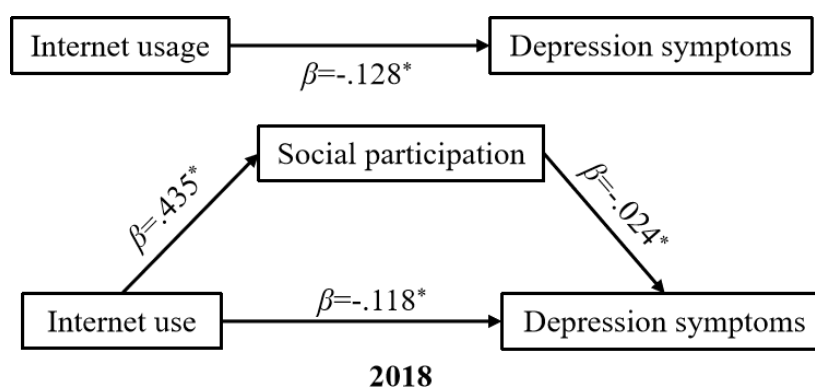 Internet usage
Depression symptoms
β=-.128*
Social participation
β=.435*
β=-.024*
β=-.118*
Internet use
Depression symptoms
2018